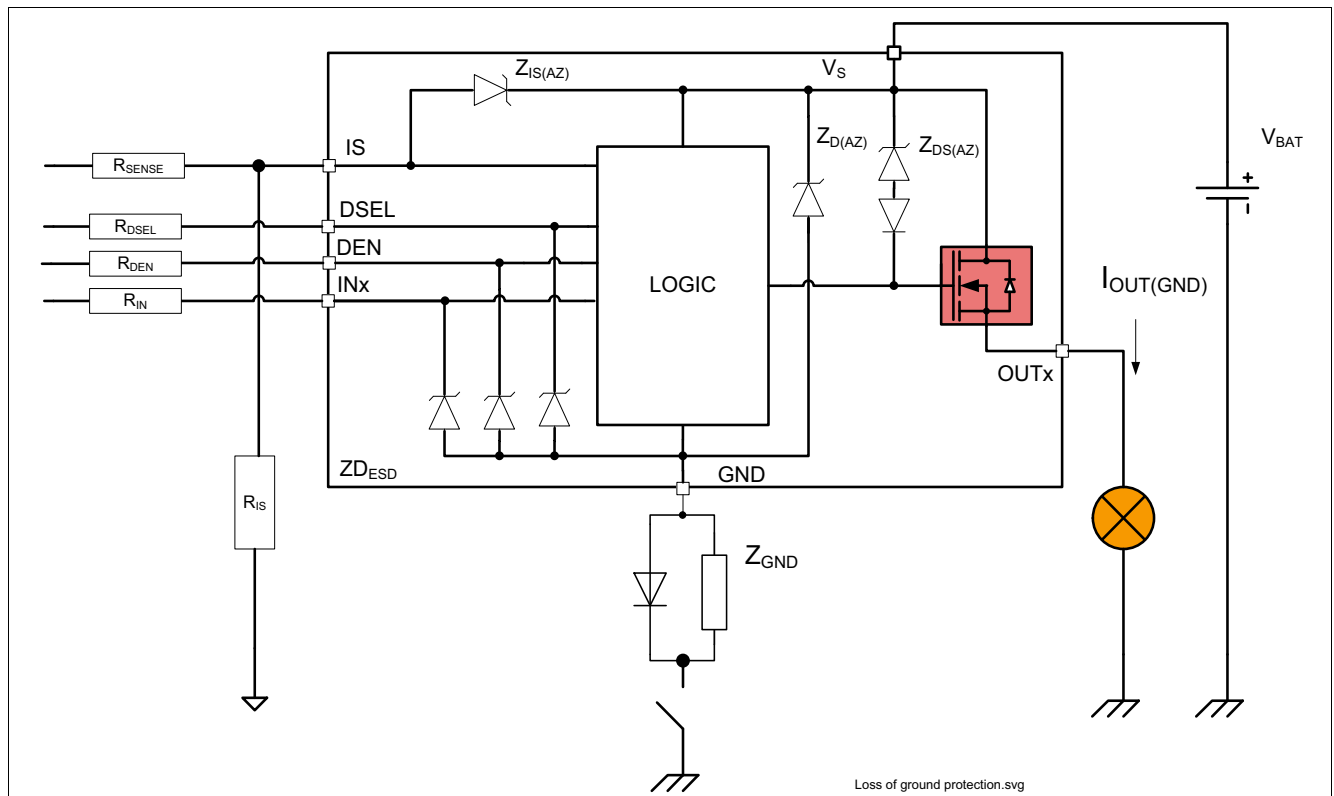 Z_IS(AZ)
V_S
Z_D(AZ)
Z_DS(AZ)
V_BAT
+
I
IS
R_SENSE
DSEL
R_DSEL
DEN
R_DEN
INx
R_IN
LOGIC
I_OUT(GND)
OUTx
ZD_ESD
GND
R_IS
Z_GND
Loss of ground protection.svg